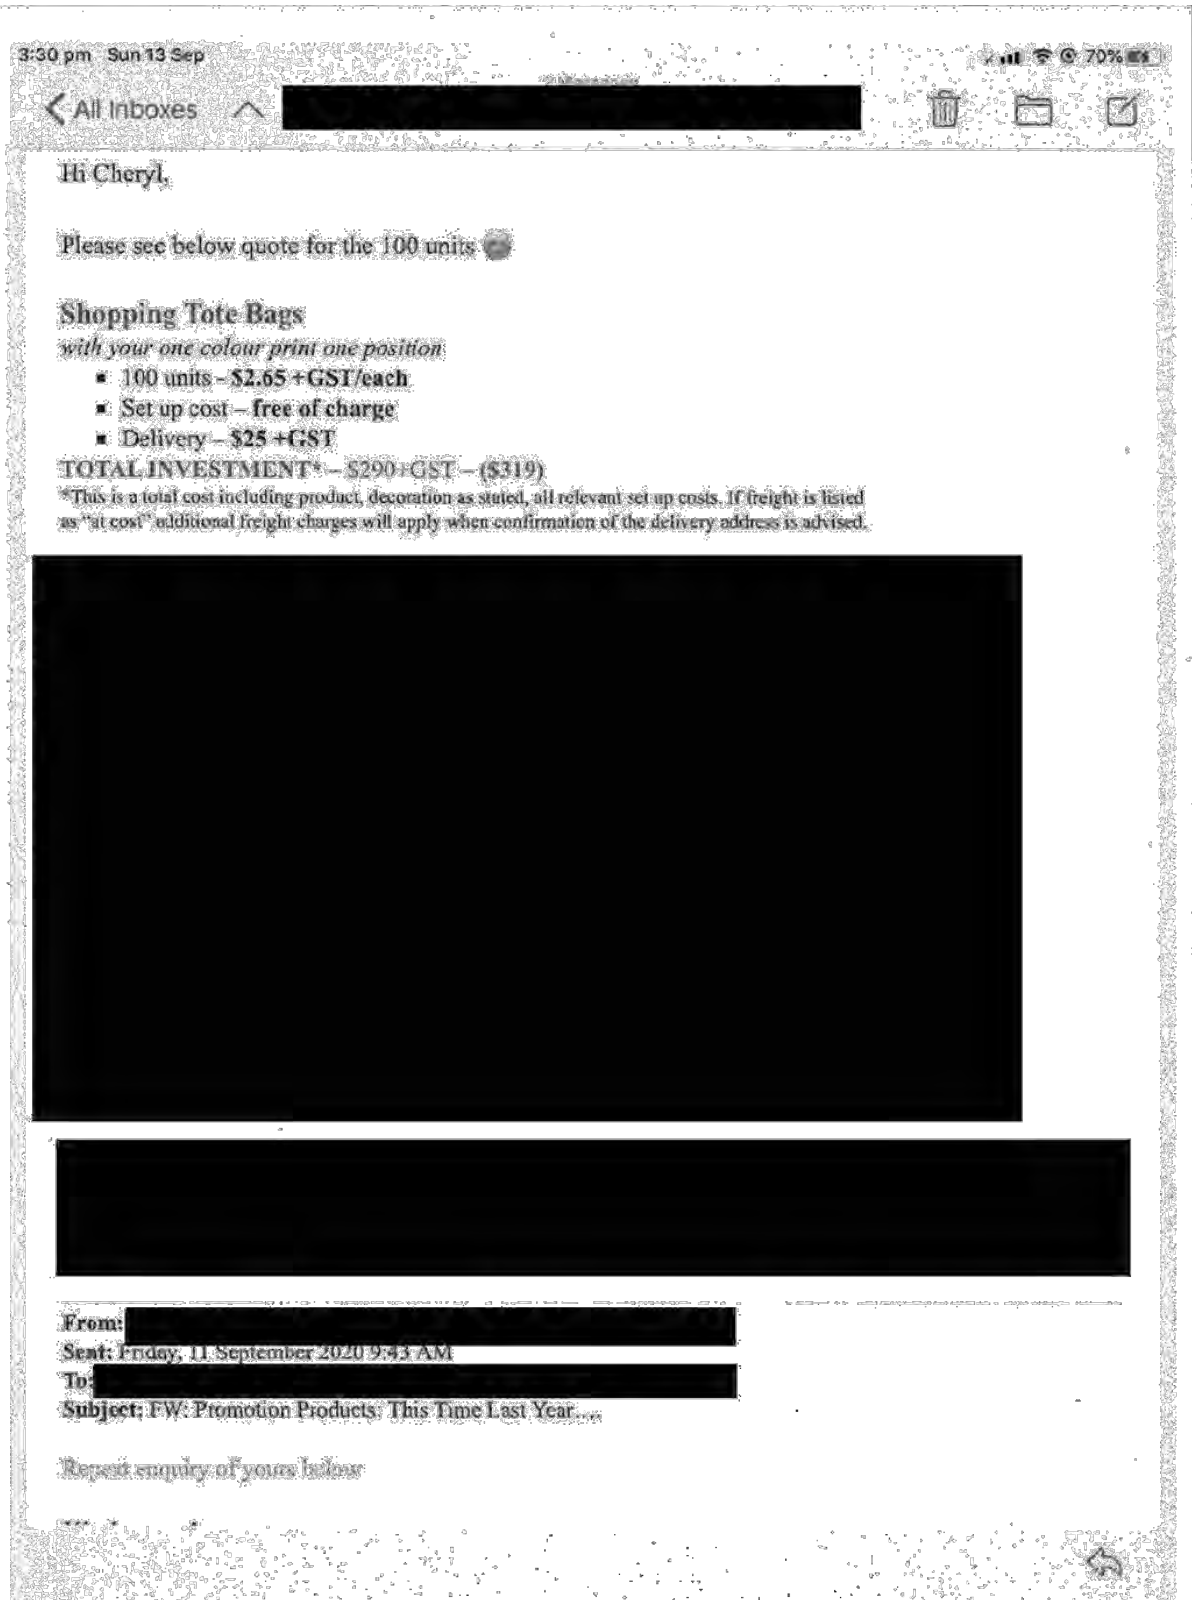 3:30 pm Sun 13 Sep
70%
All Inboxes
Hi Cheryl,
Please see below quote for the 100 units
Shopping Tote Bags
with your one colour print one position
▪ 100 units – $2.65 +GST/each
▪ Set up cost – free of charge
▪ Delivery – $25 +GST
TOTAL INVESTMENT* – $290+GST – ($319)
*This is a total cost including product, decoration as stated, all relevant set up costs. If freight is listed
as "at cost" additional freight charges will apply when confirmation of the delivery address is advised.
From:
Sent: Friday, 11 September 2020 9:43 AM
To:
Subject: FW: Promotion Products, This Time Last Year....
Repeat enquiry of yours below